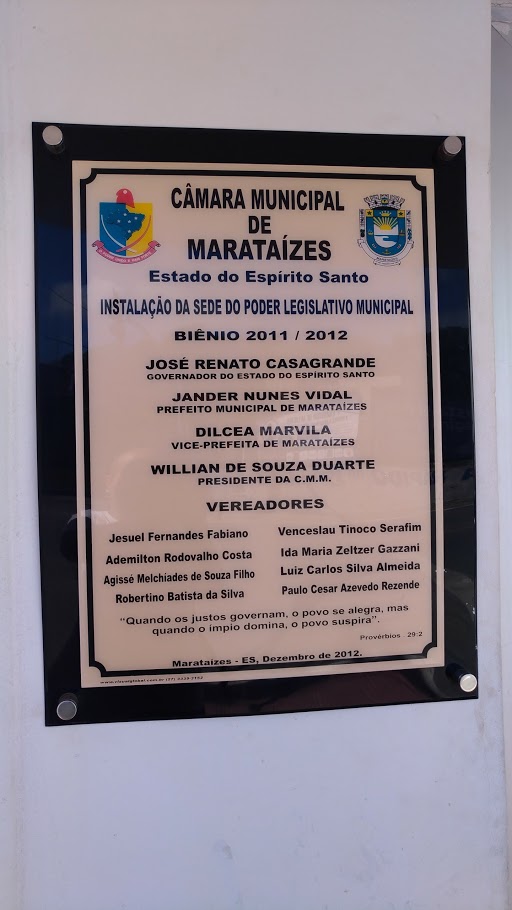 CÂMARA MUNICIPAL
DE
MARATAÍZES
Estado do Espírito Santo
INSTALAÇÃO DA SEDE DO PODER LEGISLATIVO MUNICIPAL
BIÊNIO 2011 / 2012
JOSÉ RENATO CASAGRANDE
GOVERNADOR DO ESTADO DO ESPÍRITO SANTO
JANDER NUNES VIDAL
PREFEITO MUNICIPAL DE MARATAÍZES
DILCEA MARVILA
VICE-PREFEITA DE MARATAÍZES
WILLIAN DE SOUZA DUARTE
PRESIDENTE DA C.M.M.
VEREADORES
Jesuel Fernandes Fabiano
Ademilton Rodovalho Costa
Agissé Melchiades de Souza Filho
Robertino Batista da Silva
Venceslau Tinoco Serafim
Ida Maria Zeltzer Gazzani
Luiz Carlos Silva Almeida
Paulo Cesar Azevedo Rezende
“Quando os justos governam, o povo se alegra, mas
quando o ímpio domina, o povo suspira”.
Provérbios 29:2
Marataízes - ES, Dezembro de 2012.